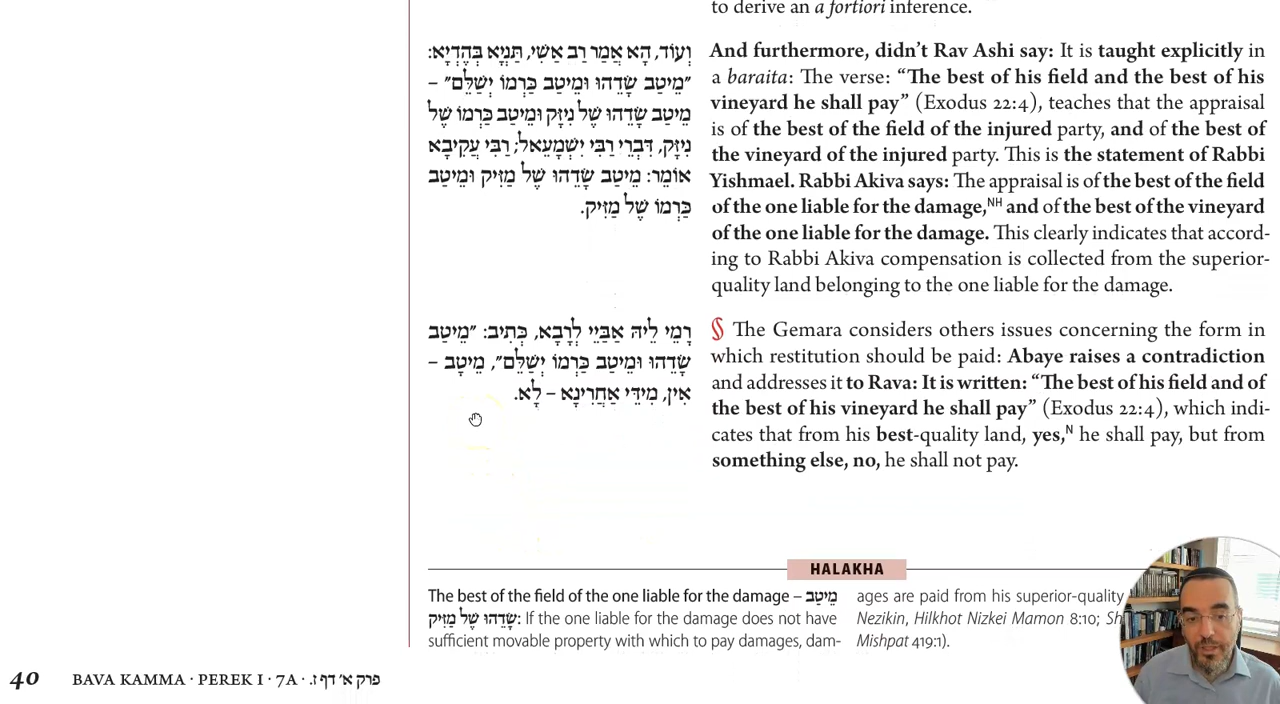 to derive an a fortiori inference.
וְעוֹד, הָא אֲמַר רַב אַשִׁי, תַּנְיָא בְּהֶדְיָא:
״מֵיטַב שָׂדֵהוּ וּמֵיטַב כַּרְמוֹ יְשַׁלֵּם״ –
מֵיטַב שָׂדֵהוּ שֶׁל נִיזָּק וּמֵיטַב כַּרְמוֹ שֶׁל
נִיזָּק, דִּבְרֵי רַבִּי יִשְׁמָעֵאל; רַבִּי עֲקִיבָא
אוֹמֵר: מֵיטַב שָׂדֵהוּ שֶׁל מַזִּיק וּמֵיטַב
כַּרְמוֹ שֶׁל מַזִּיק.
And furthermore, didn't Rav Ashi say: It is taught explicitly in
a baraita: The verse: "The best of his field and the best of his
vineyard he shall pay" (Exodus 22:4), teaches that the appraisal
is of the best of the field of the injured party, and of the best of
the vineyard of the injured party. This is the statement of Rabbi
Yishmael. Rabbi Akiva says: The appraisal is of the best of the field
of the one liable for the damage,NH and of the best of the vineyard
of the one liable for the damage. This clearly indicates that accord-
ing to Rabbi Akiva compensation is collected from the superior-
quality land belonging to the one liable for the damage.
רָמֵי לֵיהּ אַבַּיֵי לְרָבָא, כְּתִיב: ״מֵיטַב
שָׂדֵהוּ וּמֵיטַב כַּרְמוֹ יְשַׁלֵּם״, מֵיטָב –
אִין, מִידֵּי אַחֲרִינָא – לָא.
§ The Gemara considers others issues concerning the form in
which restitution should be paid: Abaye raises a contradiction
and addresses it to Rava: It is written: "The best of his field and of
the best of his vineyard he shall pay" (Exodus 22:4), which indi-
cates that from his best-quality land, yes,N he shall pay, but from
something else, no, he shall not pay.
HALAKHA
The best of the field of the one liable for the damage – מֵיטַב
שָׂדֵהוּ שֶׁל מַזִּיק: If the one liable for the damage does not have
sufficient movable property with which to pay damages, dam-
ages are paid from his superior-quality
Nezikin, Hilkhot Nizkei Mamon 8:10; Sh
Mishpat 419:1).
40 BAVA KAMMA · PEREK I · 7A · פרק א׳ דף ז.